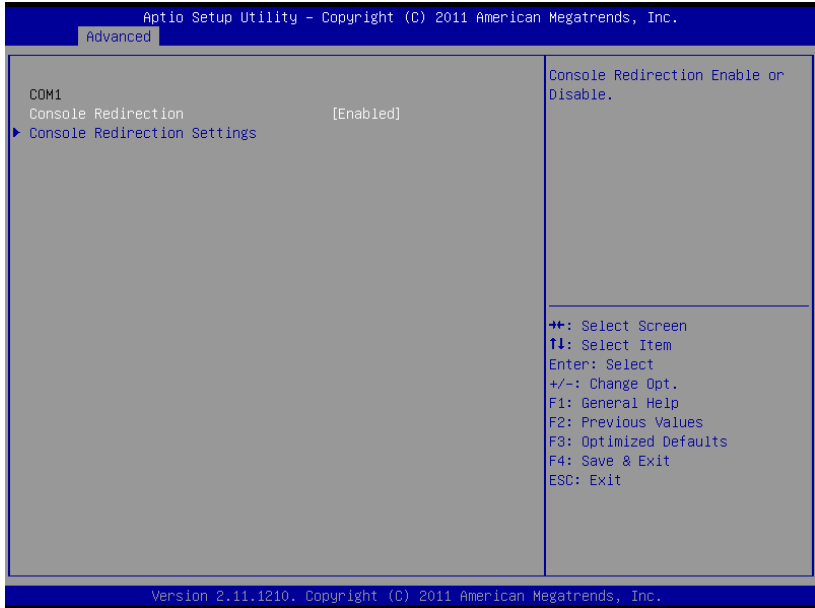 Aptio Setup Utility – Copyright (C) 2011 American Megatrends, Inc.
Advanced
COM1
Console Redirection [Enabled]
▶ Console Redirection Settings
Console Redirection Enable or
Disable.
→←: Select Screen
↑↓: Select Item
Enter: Select
+/-: Change Opt.
F1: General Help
F2: Previous Values
F3: Optimized Defaults
F4: Save & Exit
ESC: Exit
Version 2.11.1210. Copyright (C) 2011 American Megatrends, Inc.